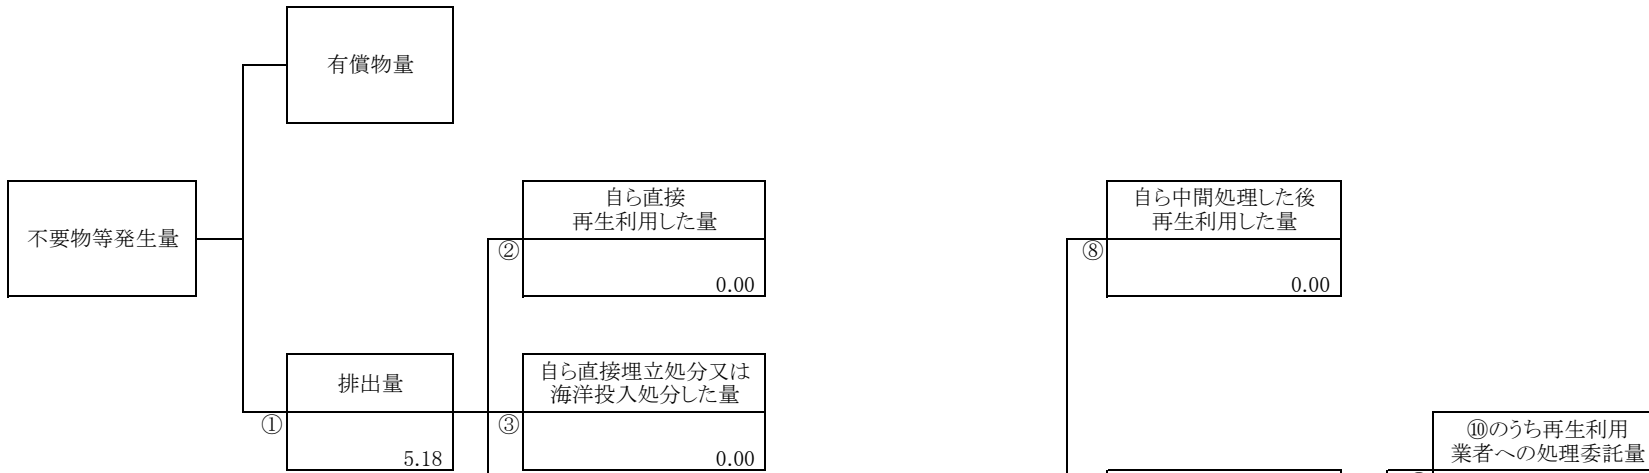 有償物量
不要物等発生量
自ら直接
再生利用した量
②
0.00
自ら中間処理した後
再生利用した量
⑧
0.00
排出量
①
5.18
自ら直接埋立処分又は
海洋投入処分した量
③
0.00
⑩のうち再生利用
業者への処理委託量